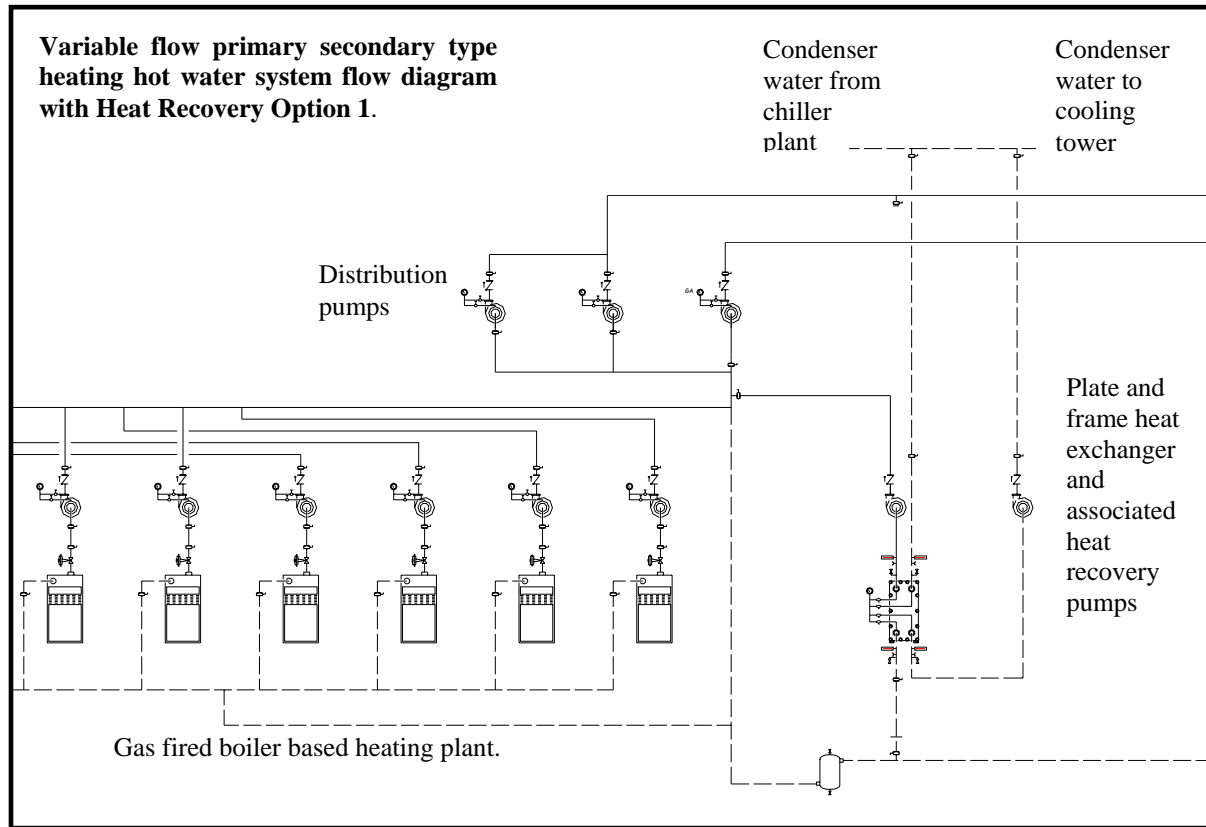 Variable flow primary secondary type
heating hot water system flow diagram
with Heat Recovery Option 1.
Condenser
water from
chiller
plant
Condenser
water to
cooling
tower
Distribution
pumps
GA
Plate and
frame heat
exchanger
and
associated
heat
recovery
pumps
Gas fired boiler based heating plant.